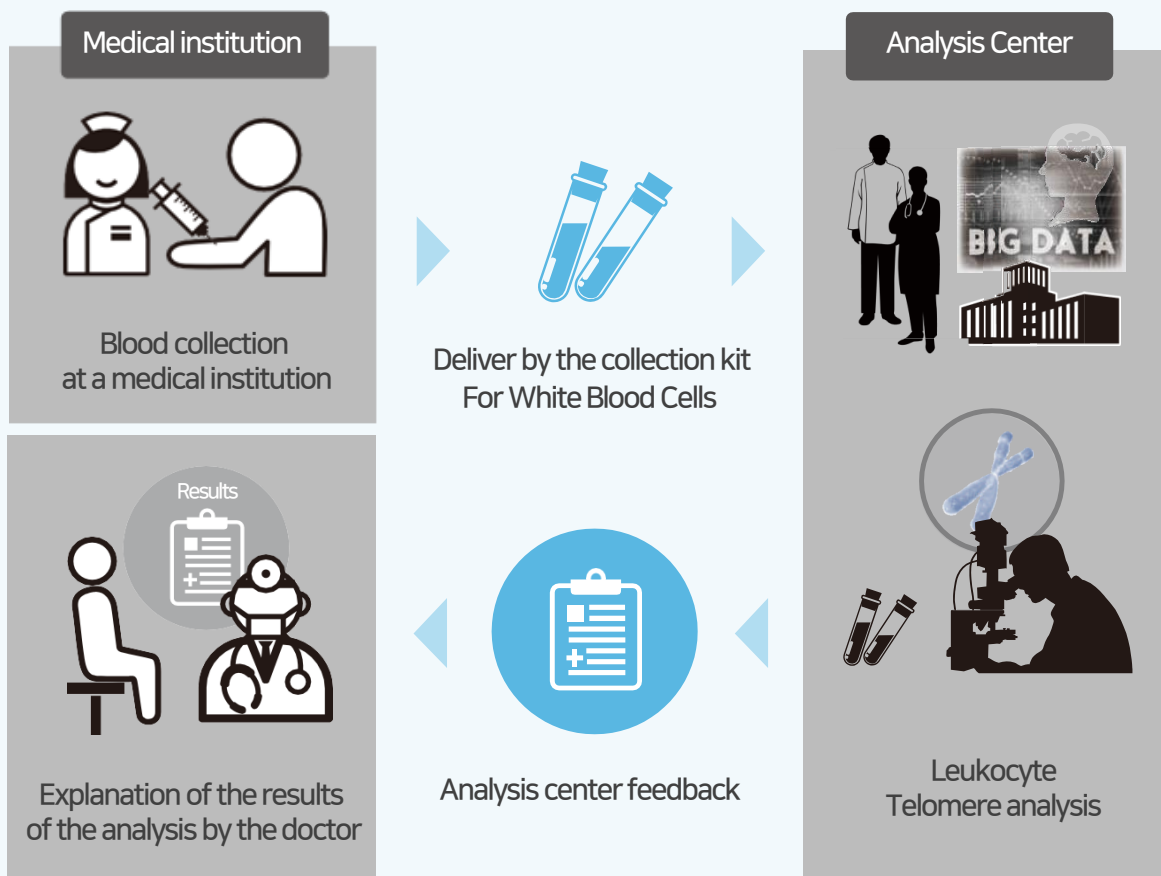 Medical institution
Blood collection
at a medical institution
Deliver by the collection kit
For White Blood Cells
Analysis Center
BIG DATA
Leukocyte
Telomere analysis
Analysis center feedback
Results
Explanation of the results
of the analysis by the doctor